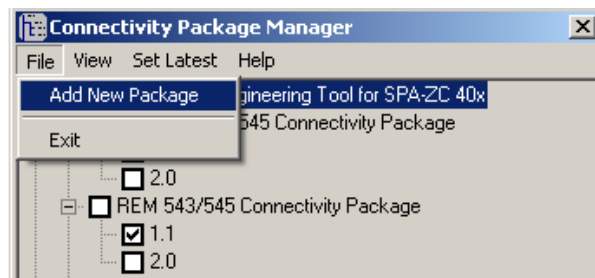 Connectivity Package Manager
File View Set Latest Help
Add New Package
gineering Tool for SPA-ZC 40x
545 Connectivity Package
Exit
2.0
REM 543/545 Connectivity Package
1.1
2.0